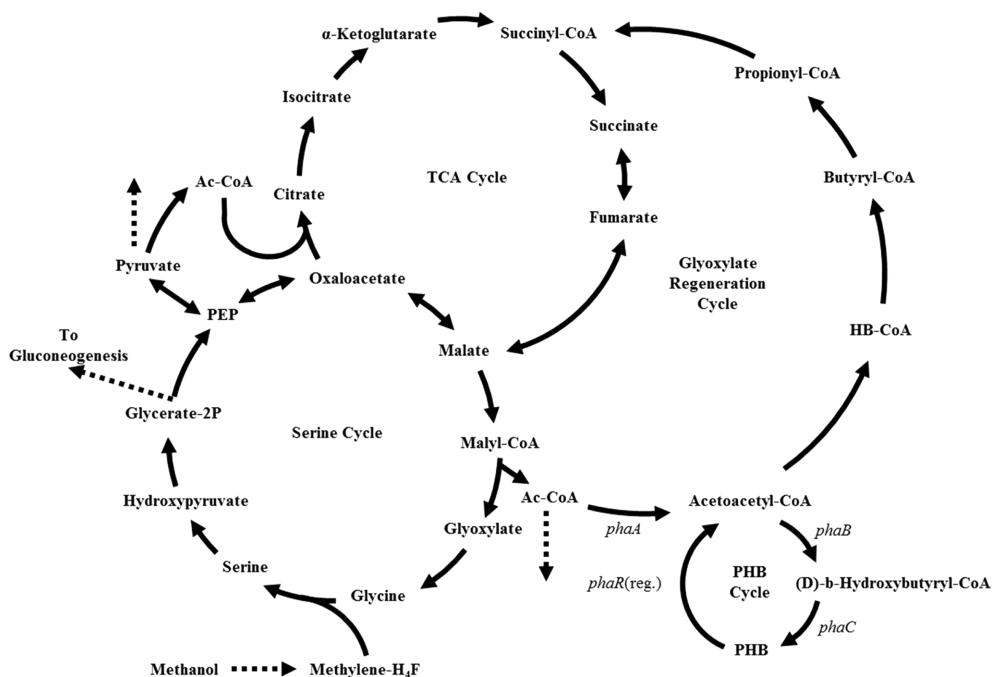 α-Ketoglutarate
Succinyl-CoA
Propionyl-CoA
Isocitrate
Succinate
Ac-CoA
Citrate
TCA Cycle
Butyryl-CoA
Fumarate
Pyruvate
Oxaloacetate
Glyoxylate
Regeneration
Cycle
PEP
To
Gluconeogenesis
HB-CoA
Malate
Glycerate-2P
Serine Cycle
Malyl-CoA
Hydroxypyruvate
Ac-CoA
Acetoacetyl-CoA
Glyoxylate
phaA
phaB
Serine
Glycine
phaR(reg.)
PHB
Cycle
(D)-b-Hydroxybutyryl-CoA
phaC
PHB
Methanol
Methylene-H₄F